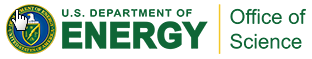 U.S. DEPARTMENT OF
ENERGY
Office of
Science